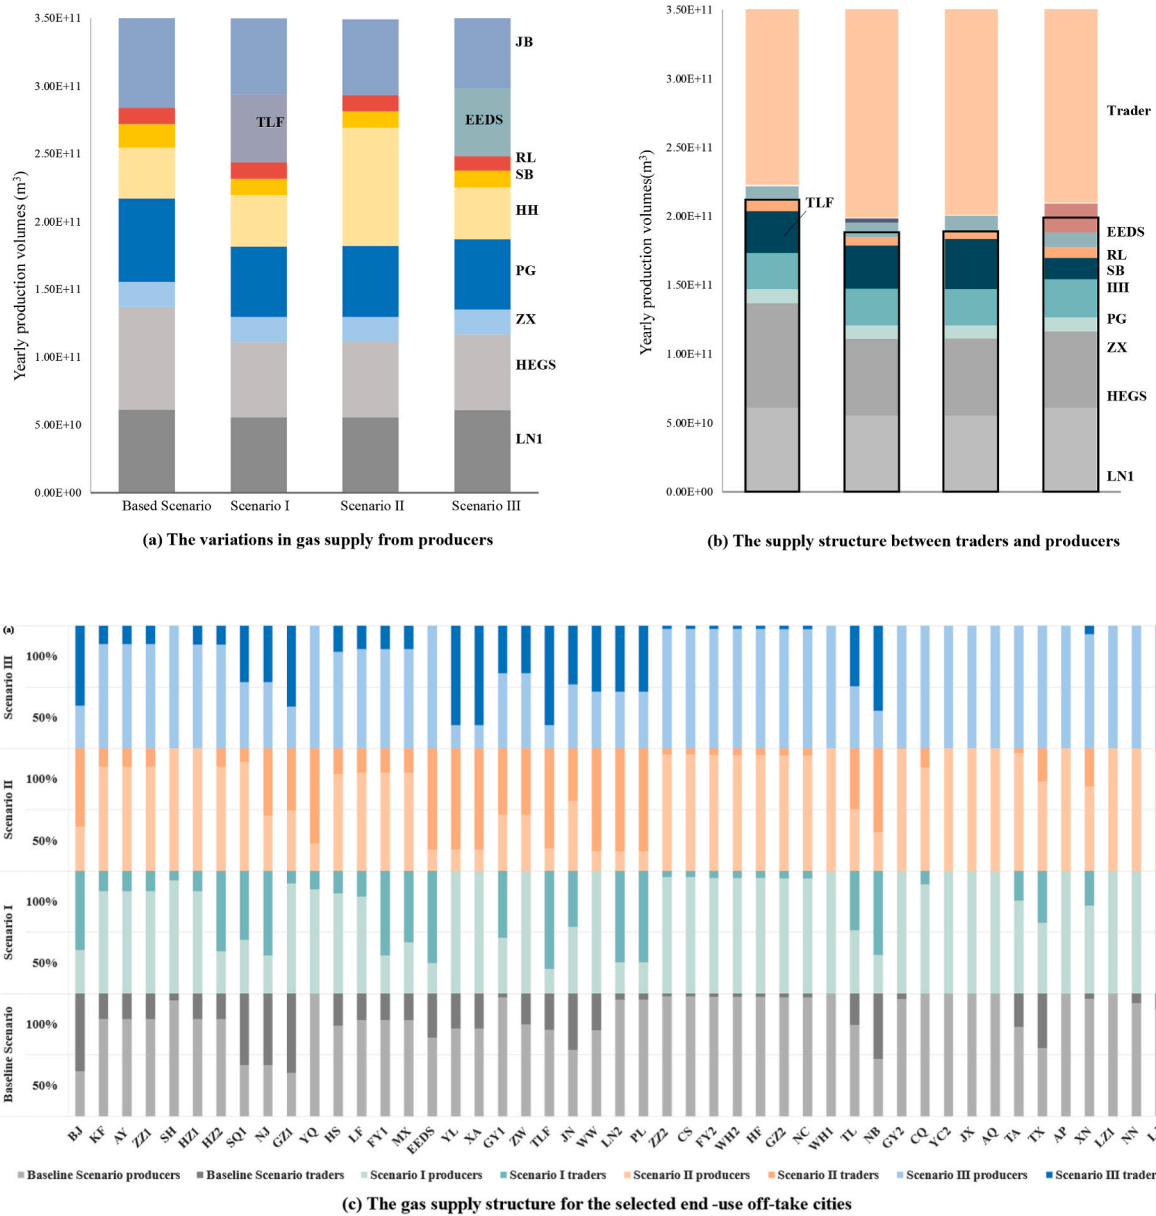 3.50E+11
3.00E+11
2.50E+11
2.00E+11
1.50E+11
1.00E+11
5.00E+10
0.00E+00
Yearly production volumes (m³)
JB
TLF
EEDS
RL
SB
HH
PG
ZX
HEGS
LN1
Based Scenario
Scenario I
Scenario II
Scenario III
(a) The variations in gas supply from producers
3.50E+11
3.00E+11
2.50E+11
2.00E+11
1.50E+11
1.00E+11
5.00E+10
0.00E+00
Yearly production volumes(m³)
Trader
TLF
EEDS
RL
SB
HH
PG
ZX
HEGS
LN1
(b) The supply structure between traders and producers
(a)
Scenario III
100%
50%
Scenario II
100%
50%
Scenario I
100%
50%
Baseline Scenario
100%
50%
BJ
KF
AY
ZZ1
SH
HZ1
HZ2
SQ1
NJ
GZ1
YQ
HS
LF
FY1
MX
EEDS
YL
XA
GY1
ZW
TLF
JN
WW
LN2
PL
ZZ2
CS
FY2
WH2
HF
GZ2
NC
WH1
TL
NB
GY2
CQ
YC2
JX
AQ
TA
TX
AP
XN
LZ1
NN
Baseline Scenario producers
Baseline Scenario traders
Scenario I producers
Scenario I traders
Scenario II producers
Scenario II traders
Scenario III producers
Scenario III trader
(c) The gas supply structure for the selected end -use off-take cities